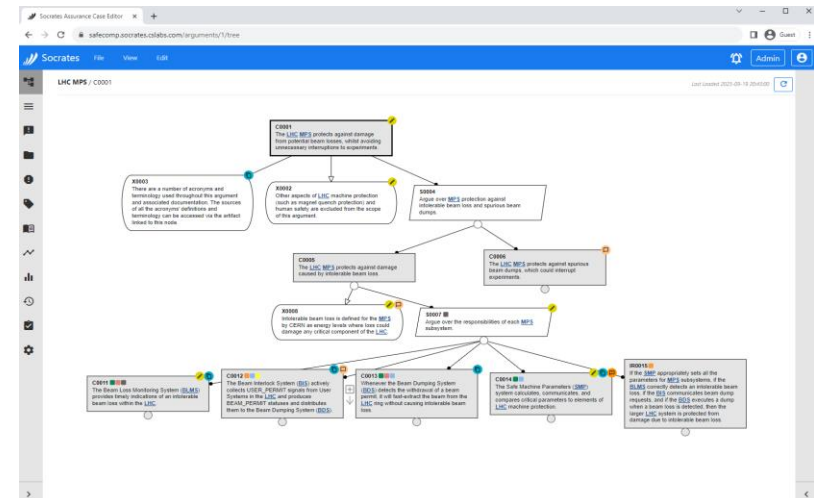 Socrates Assurance Case Editor
safecomp.socrates.cslabs.com/arguments/1/tree
Guest
Socrates File View Edit
Admin
LHC MPS / C0001
C0001
The LHC MPS protects against damage
from potential beam losses, whilst avoiding
unnecessary interruptions to experiments.
X0003
There are a number of acronyms and
terminology used throughout this argument
and associated documentation. The sources
of all the acronyms' definitions and
terminology can be accessed via the artifact
linked to this node.
X0002
Other aspects of LHC machine protection
(such as magnet quench protection) and
human safety are excluded from the scope
of this argument.
S0004
Argue over MPS protection against
intolerable beam loss and spurious beam
dumps.
C0005
The LHC MPS protects against damage
caused by intolerable beam loss.
C0006
The LHC MPS protects against spurious
beam dumps, which could interrupt
experiments.
X0008
Intolerable beam loss is defined for the MPS
by CERN as energy levels where loss could
damage any critical component of the LHC.
S0007
Argue over the responsibilities of each MPS
subsystem.
C0011
The Beam Loss Monitoring System (BLMS)
provides timely indications of an intolerable
beam loss within the LHC.
C0012
The Beam Interlock System (BIS) actively
collects USER_PERMIT signals from User
Systems in the LHC and produces
BEAM_PERMIT statuses and distributes
them to the Beam Dumping System (BDS).
C0013
Whenever the Beam Dumping System
(BDS) detects the withdrawal of a beam
permit, it will fast-extract the beam from the
LHC ring without causing intolerable beam
loss.
C0014
The Safe Machine Parameters (SMP)
system calculates, communicates, and
compares critical parameters to elements of
LHC machine protection.
IR0015
If the SMP appropriately sets all the
parameters for MPS subsystems, if the
BLMS correctly detects an intolerable beam
loss, if the BIS communicates beam dump
requests, and if the BDS executes a dump
when a beam loss is detected, then the
larger LHC system is protected from
damage due to intolerable beam loss.